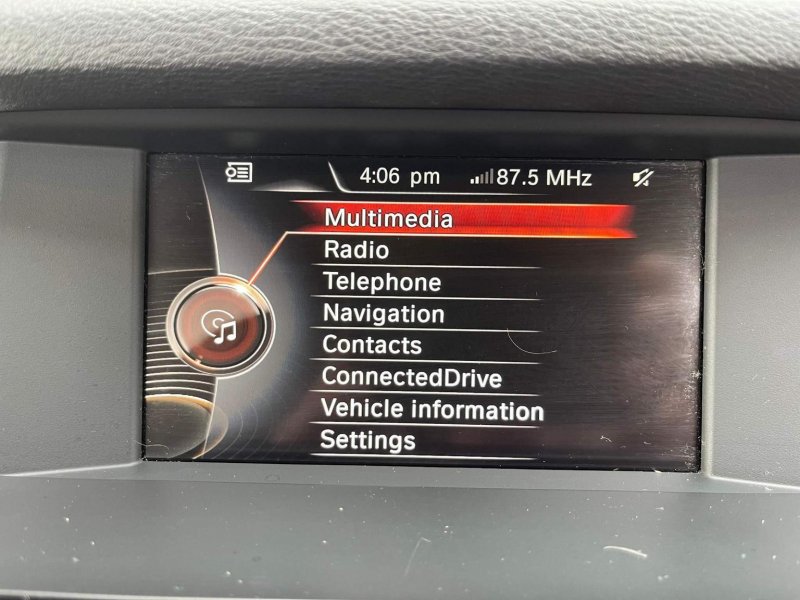 4:06 pm 87.5 MHz
Multimedia
Radio
Telephone
Navigation
Contacts
ConnectedDrive
Vehicle information
Settings